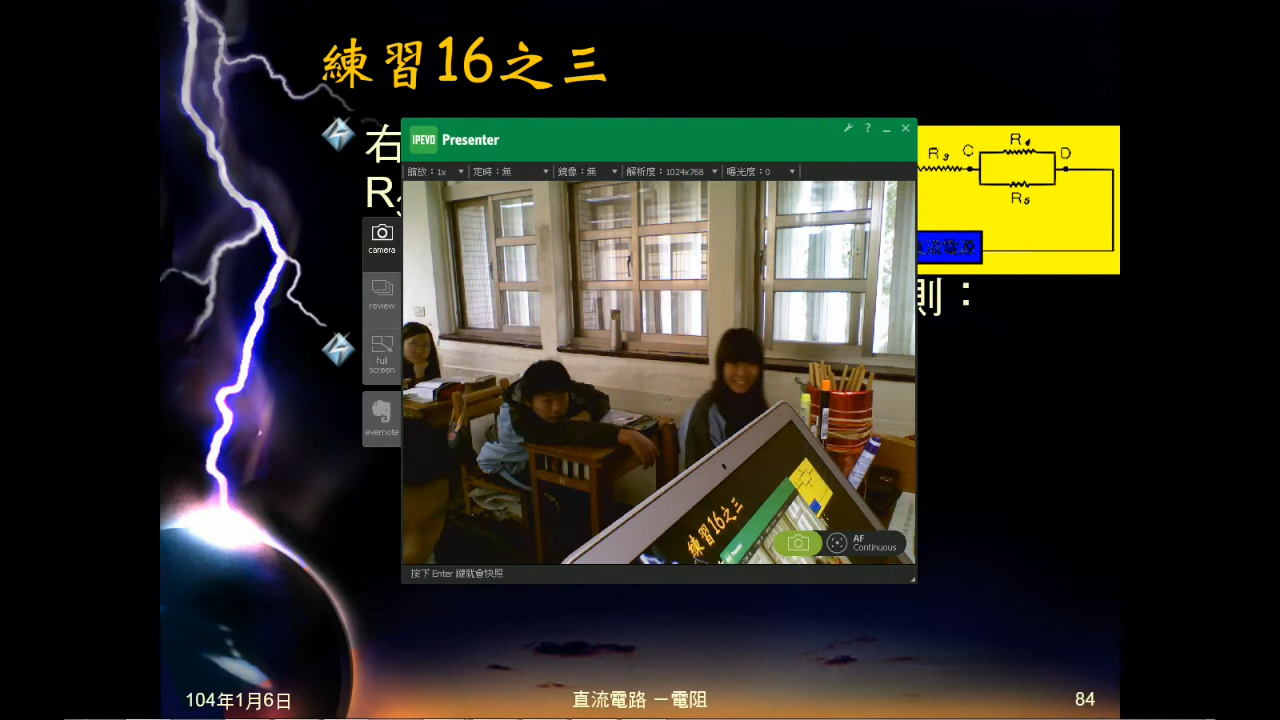 練習16之三
右
R
iPEVO Presenter
縮放：1x 定時：無 鏡像：無 解析度：1024x768 曝光度：0
camera
review
full
screen
evernote
R3 C R4 D
R5
流電源
則：
練習16之三
AF
Continuous
按下 Enter 鍵就會快照
104年1月6日 直流電路 －電阻 84